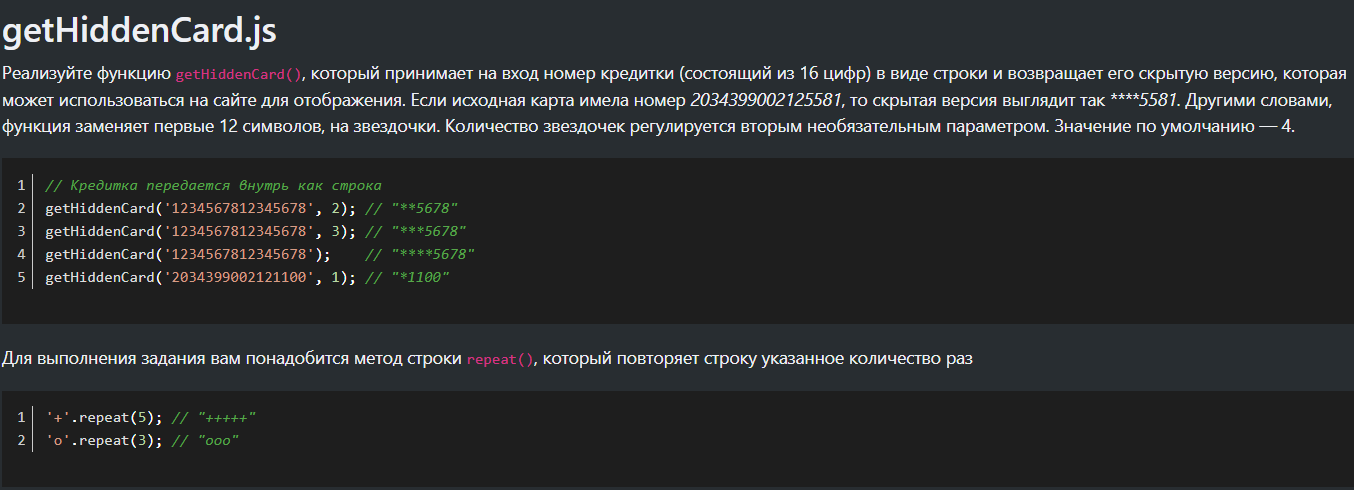 getHiddenCard.js
Реализуйте функцию getHiddenCard(), который принимает на вход номер кредитки (состоящий из 16 цифр) в виде строки и возвращает его скрытую версию, которая
может использоваться на сайте для отображения. Если исходная карта имела номер 2034399002125581, то скрытая версия выглядит так ****5581. Другими словами,
функция заменяет первые 12 символов, на звездочки. Количество звездочек регулируется вторым необязательным параметром. Значение по умолчанию — 4.
1 // Кредитка передается внутрь как строка
2 getHiddenCard('1234567812345678', 2); // "**5678"
3 getHiddenCard('1234567812345678', 3); // "***5678"
4 getHiddenCard('1234567812345678');    // "****5678"
5 getHiddenCard('2034399002121100', 1); // "*1100"
Для выполнения задания вам понадобится метод строки repeat(), который повторяет строку указанное количество раз
1 '+'.repeat(5); // "+++++"
2 'o'.repeat(3); // "ooo"